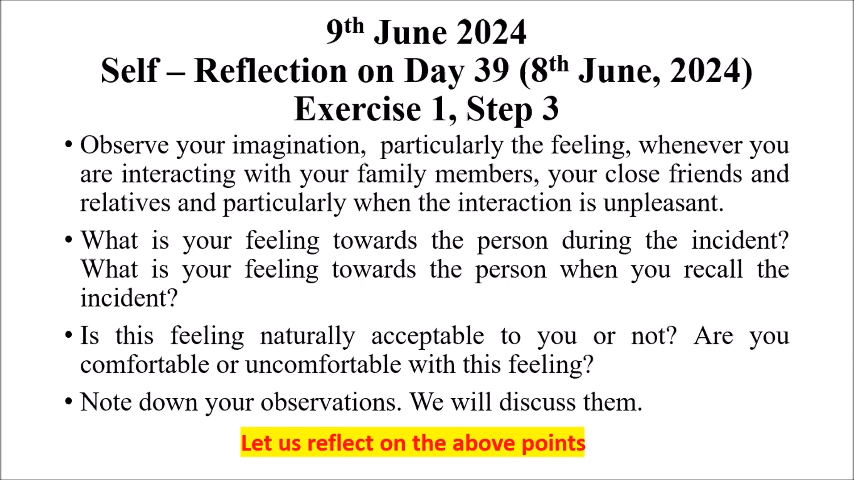 9th June 2024
Self – Reflection on Day 39 (8th June, 2024)
Exercise 1, Step 3
• Observe your imagination, particularly the feeling, whenever you
are interacting with your family members, your close friends and
relatives and particularly when the interaction is unpleasant.
• What is your feeling towards the person during the incident?
What is your feeling towards the person when you recall the
incident?
• Is this feeling naturally acceptable to you or not? Are you
comfortable or uncomfortable with this feeling?
• Note down your observations. We will discuss them.
Let us reflect on the above points